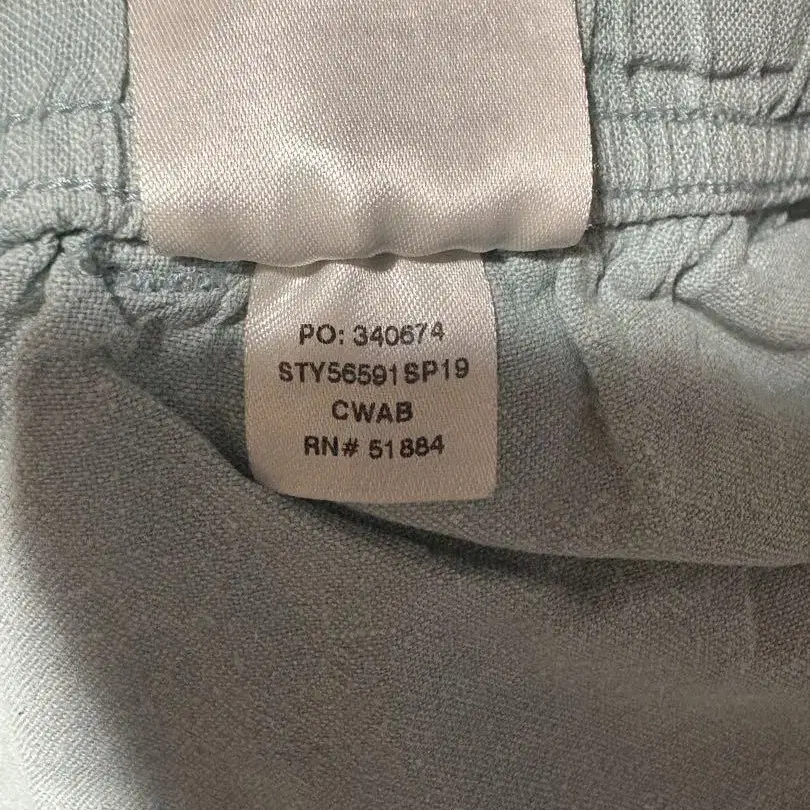 PO: 340674
STY56591SP19
CWAB
RN# 51884